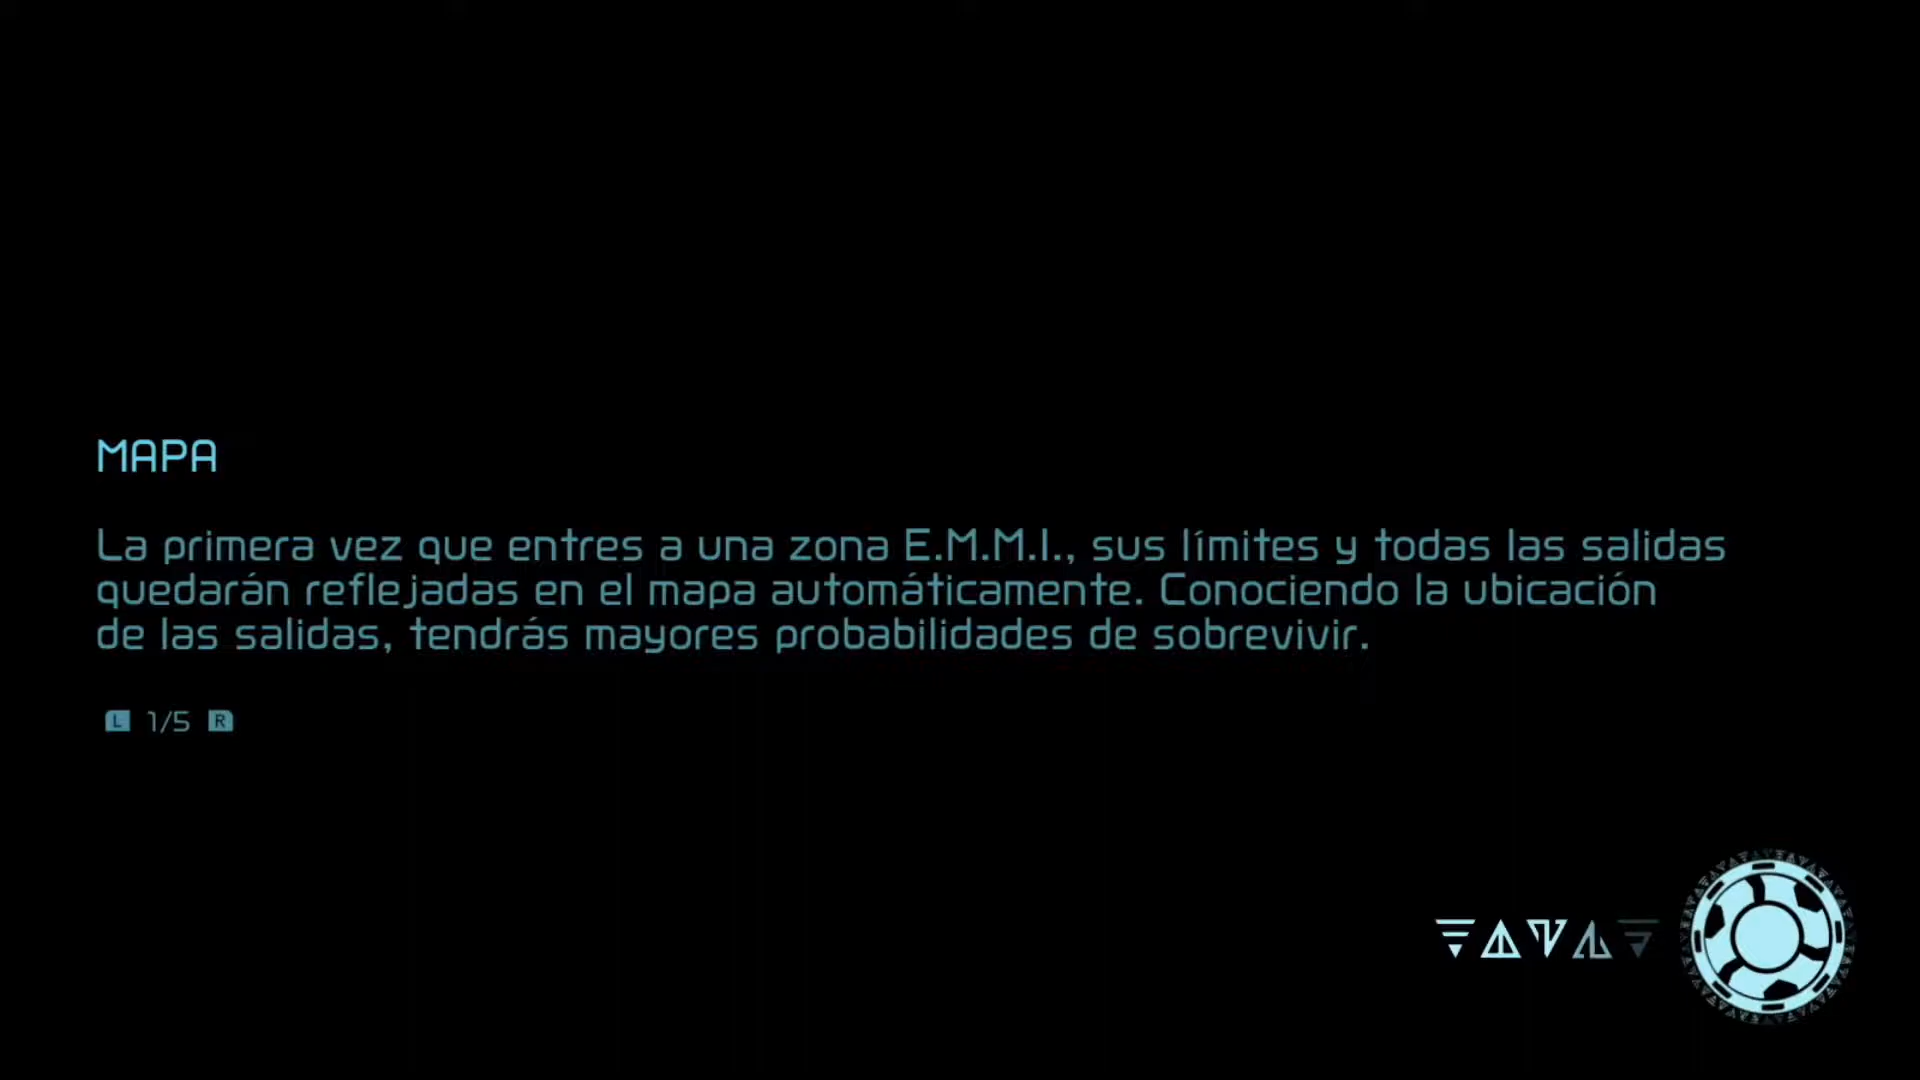 MAPA
La primera vez que entres a una zona E.M.M.I., sus límites y todas las salidas
quedarán reflejadas en el mapa automáticamente. Conociendo la ubicación
de las salidas, tendrás mayores probabilidades de sobrevivir.
L 1/5 R